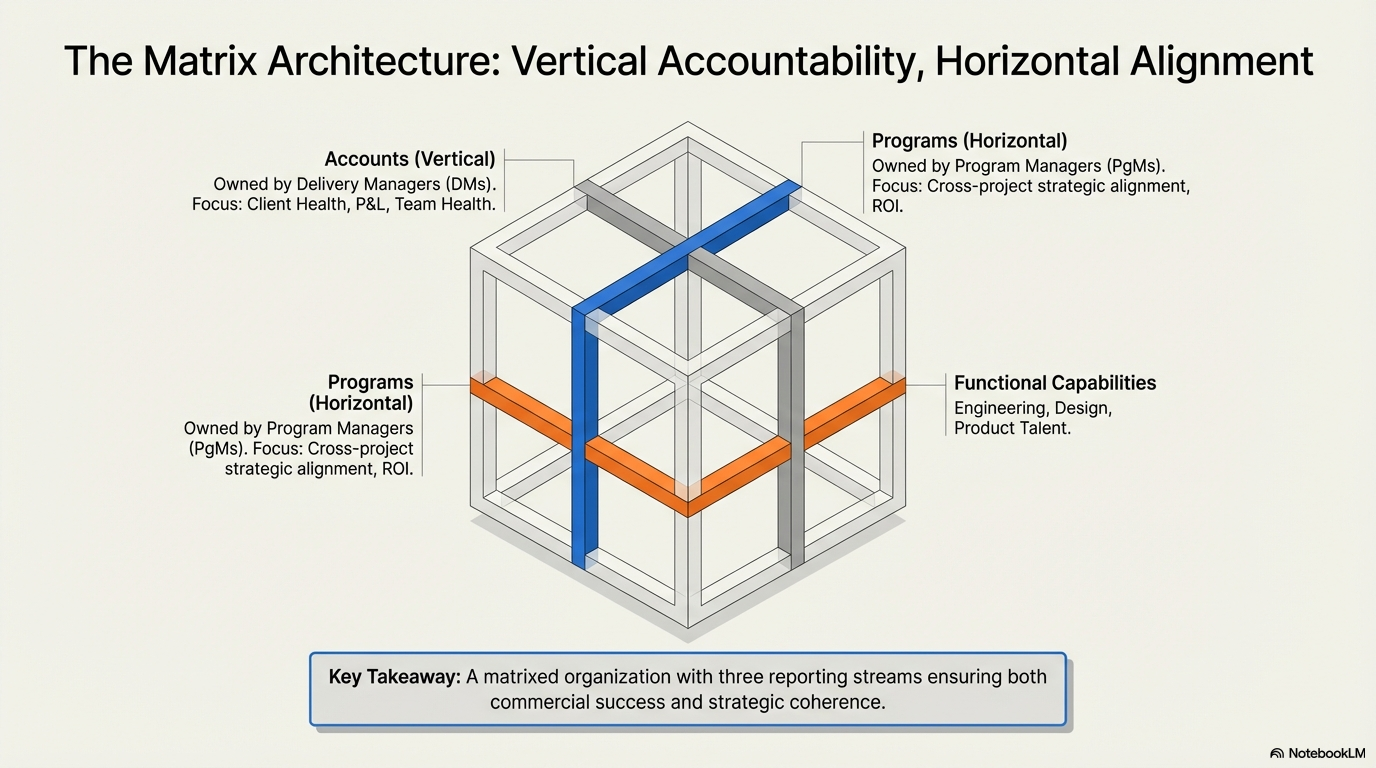 The Matrix Architecture: Vertical Accountability, Horizontal Alignment
Accounts (Vertical)
Owned by Delivery Managers (DMs).
Focus: Client Health, P&L, Team Health.
Programs (Horizontal)
Owned by Program Managers (PgMs).
Focus: Cross-project strategic alignment,
ROI.
Programs
(Horizontal)
Owned by Program Managers
(PgMs). Focus: Cross-project
strategic alignment, ROI.
Functional Capabilities
Engineering, Design,
Product Talent.
Key Takeaway: A matrixed organization with three reporting streams ensuring both
commercial success and strategic coherence.
NotebookLM